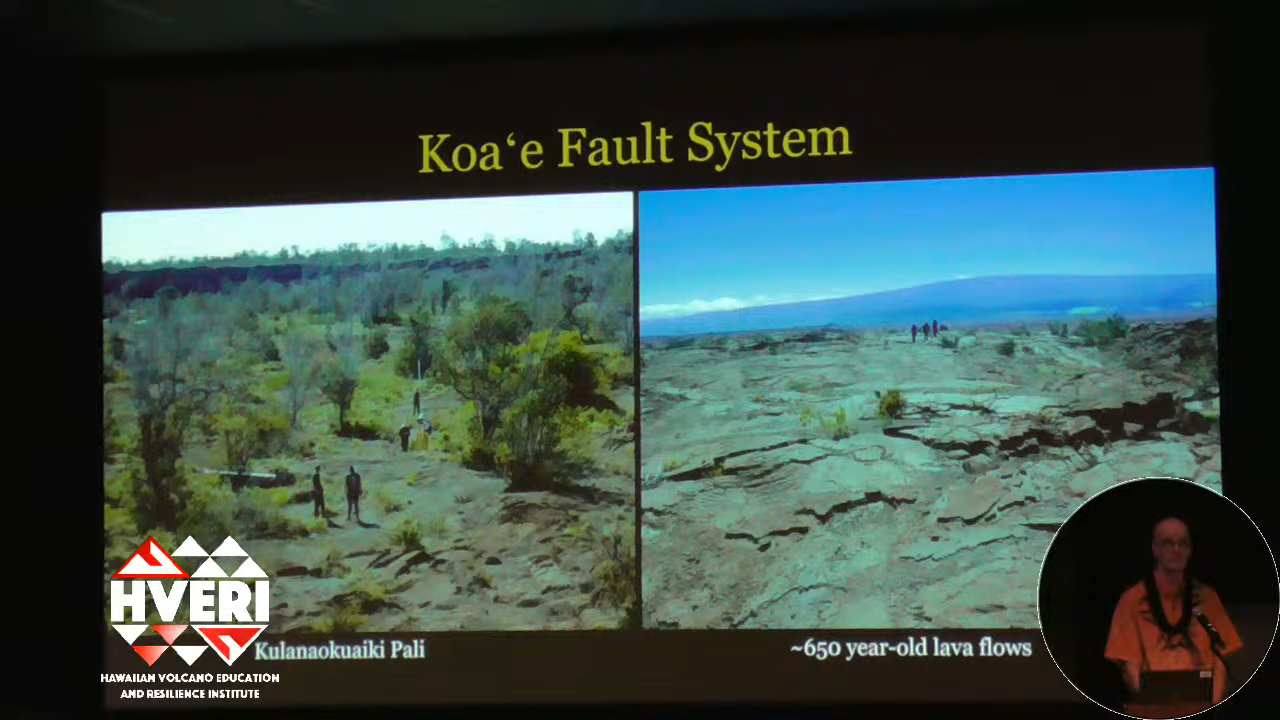 Koaʻe Fault System
Kulanaokuaiki Pali
~650 year-old lava flows
HVERI
HAWAIIAN VOLCANO EDUCATION
AND RESILIENCE INSTITUTE